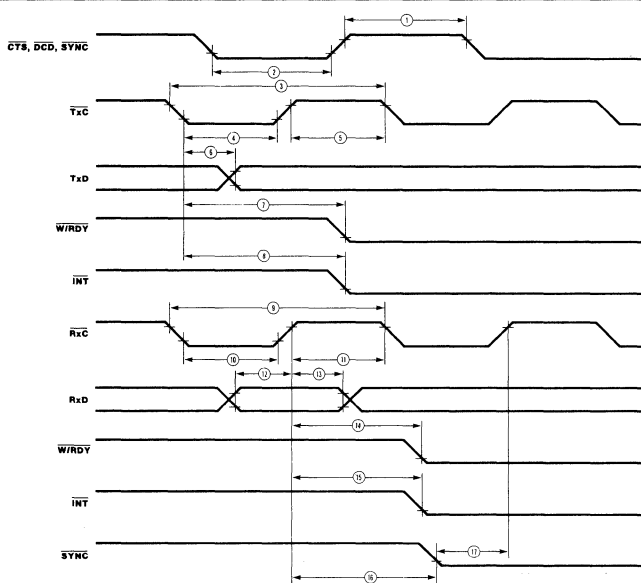 1
CTS, DCD, SYNC
2
3
TxC
4
5
6
TxD
7
W/RDY
8
INT
9
RxC
10
11
12
13
RxD
14
W/RDY
15
INT
17
SYNC
16